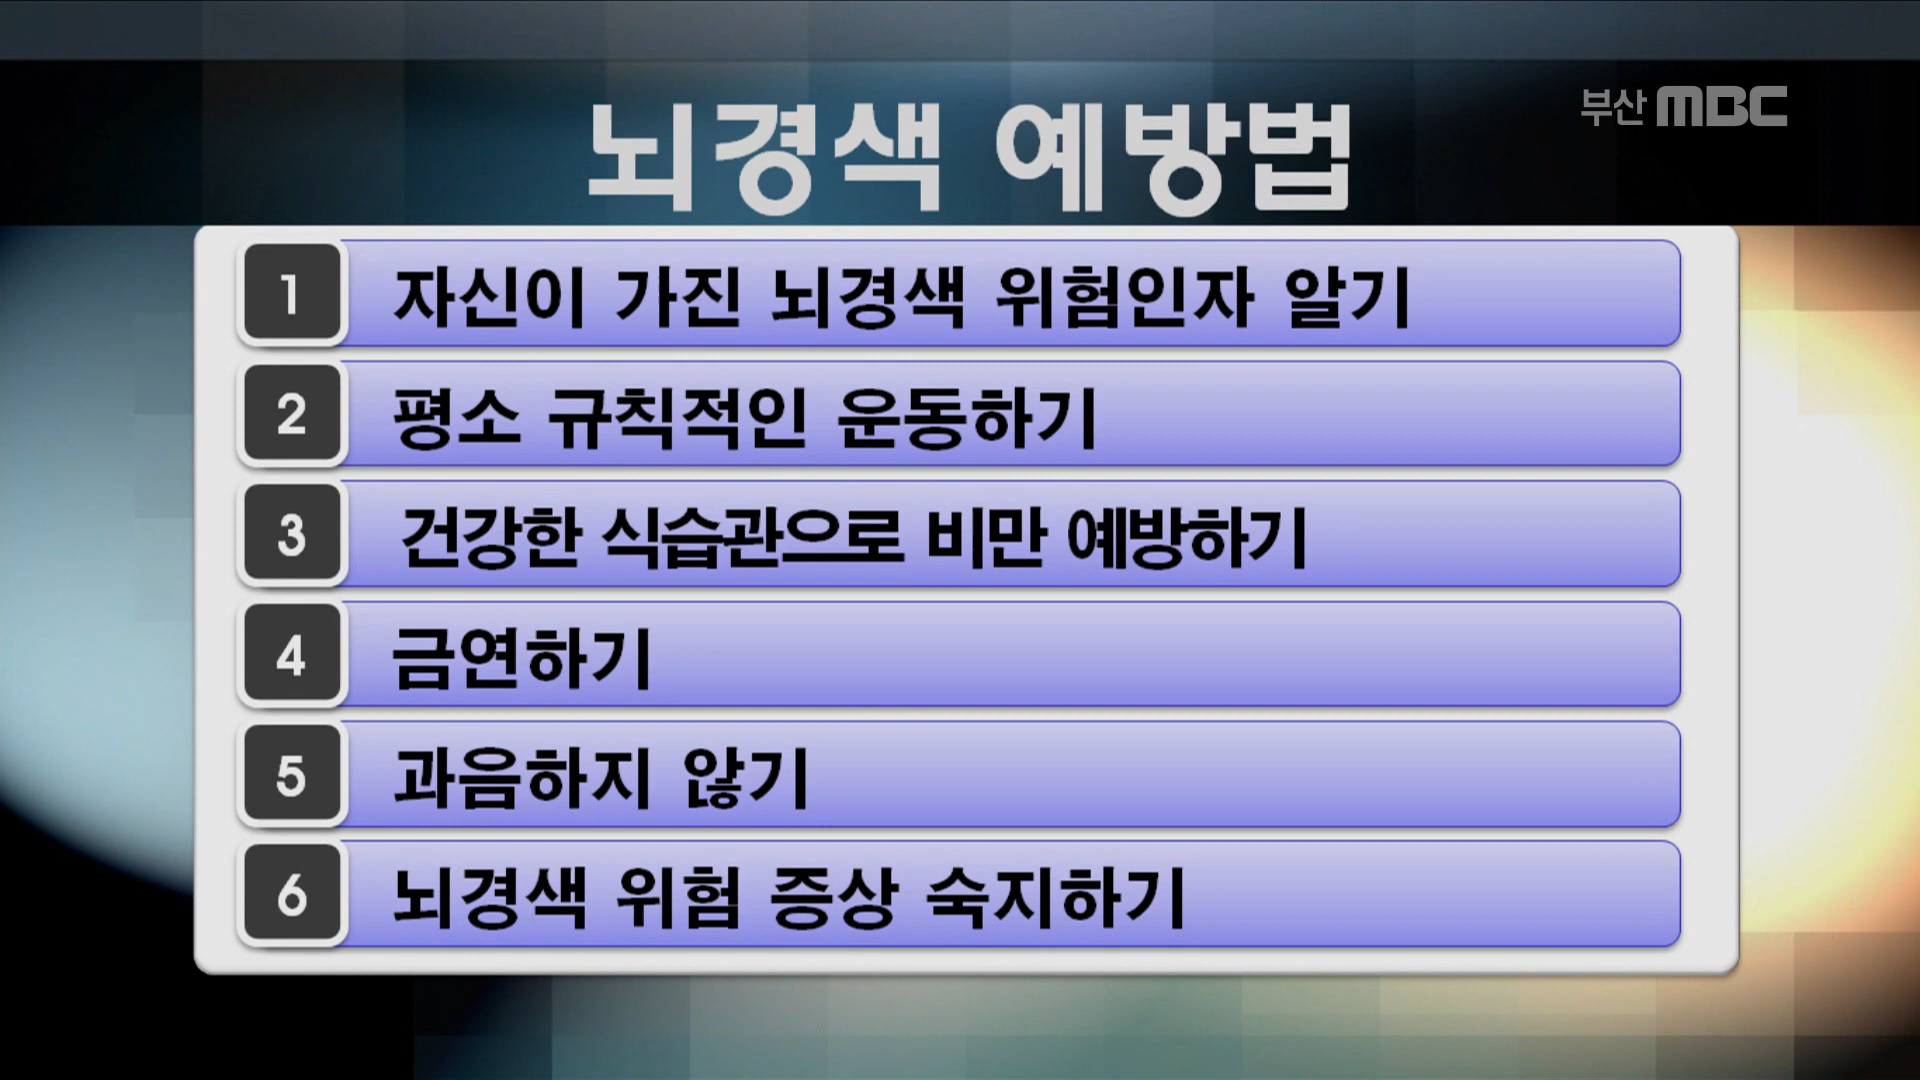 부산 MBC
뇌경색 예방법
1 자신이 가진 뇌경색 위험인자 알기
2 평소 규칙적인 운동하기
3 건강한 식습관으로 비만 예방하기
4 금연하기
5 과음하지 않기
6 뇌경색 위험 증상 숙지하기